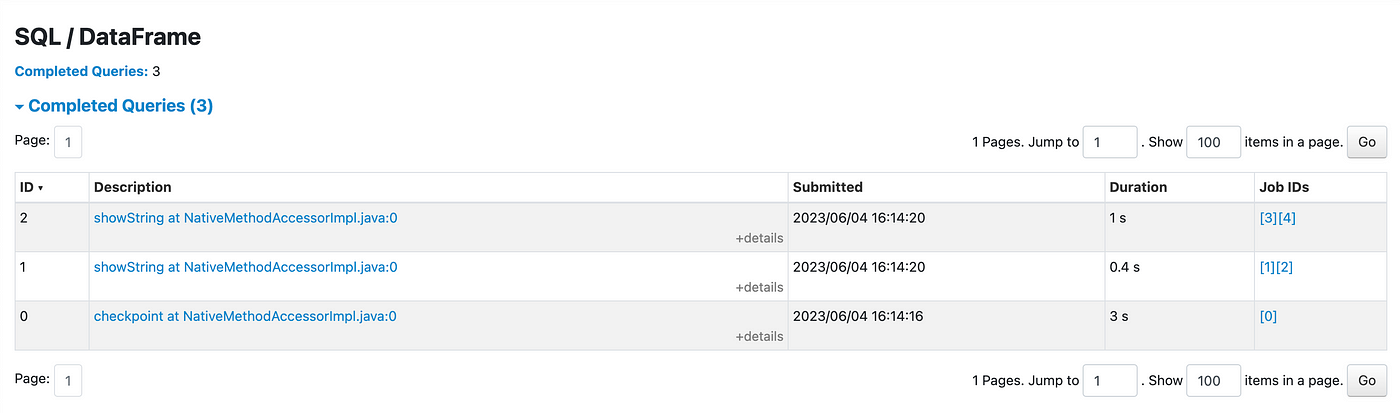 SQL / DataFrame
Completed Queries: 3
Completed Queries (3)
Page: 1 1 Pages. Jump to 1 . Show 100 items in a page. Go
ID Description Submitted Duration Job IDs
2 showString at NativeMethodAccessorImpl.java:0 2023/06/04 16:14:20 1 s [3][4]
+details
1 showString at NativeMethodAccessorImpl.java:0 2023/06/04 16:14:20 0.4 s [1][2]
+details
0 checkpoint at NativeMethodAccessorImpl.java:0 2023/06/04 16:14:16 3 s [0]
+details
Page: 1 1 Pages. Jump to 1 . Show 100 items in a page. Go